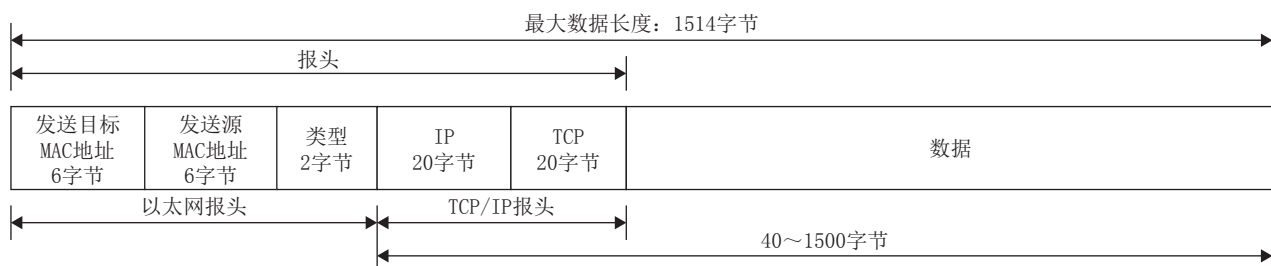 最大数据长度：1514字节
报头
发送目标
MAC地址
6字节
发送源
MAC地址
6字节
类型
2字节
IP
20字节
TCP
20字节
数据
以太网报头
TCP/IP报头
40～1500字节